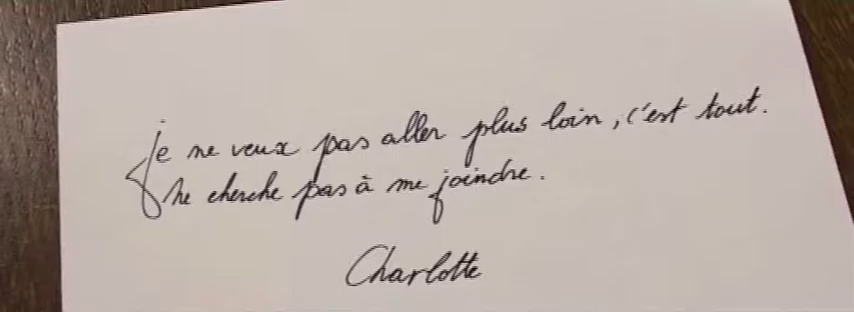 je ne veux pas aller plus loin, c'est tout.
ne cherche pas à me joindre.
Charlotte